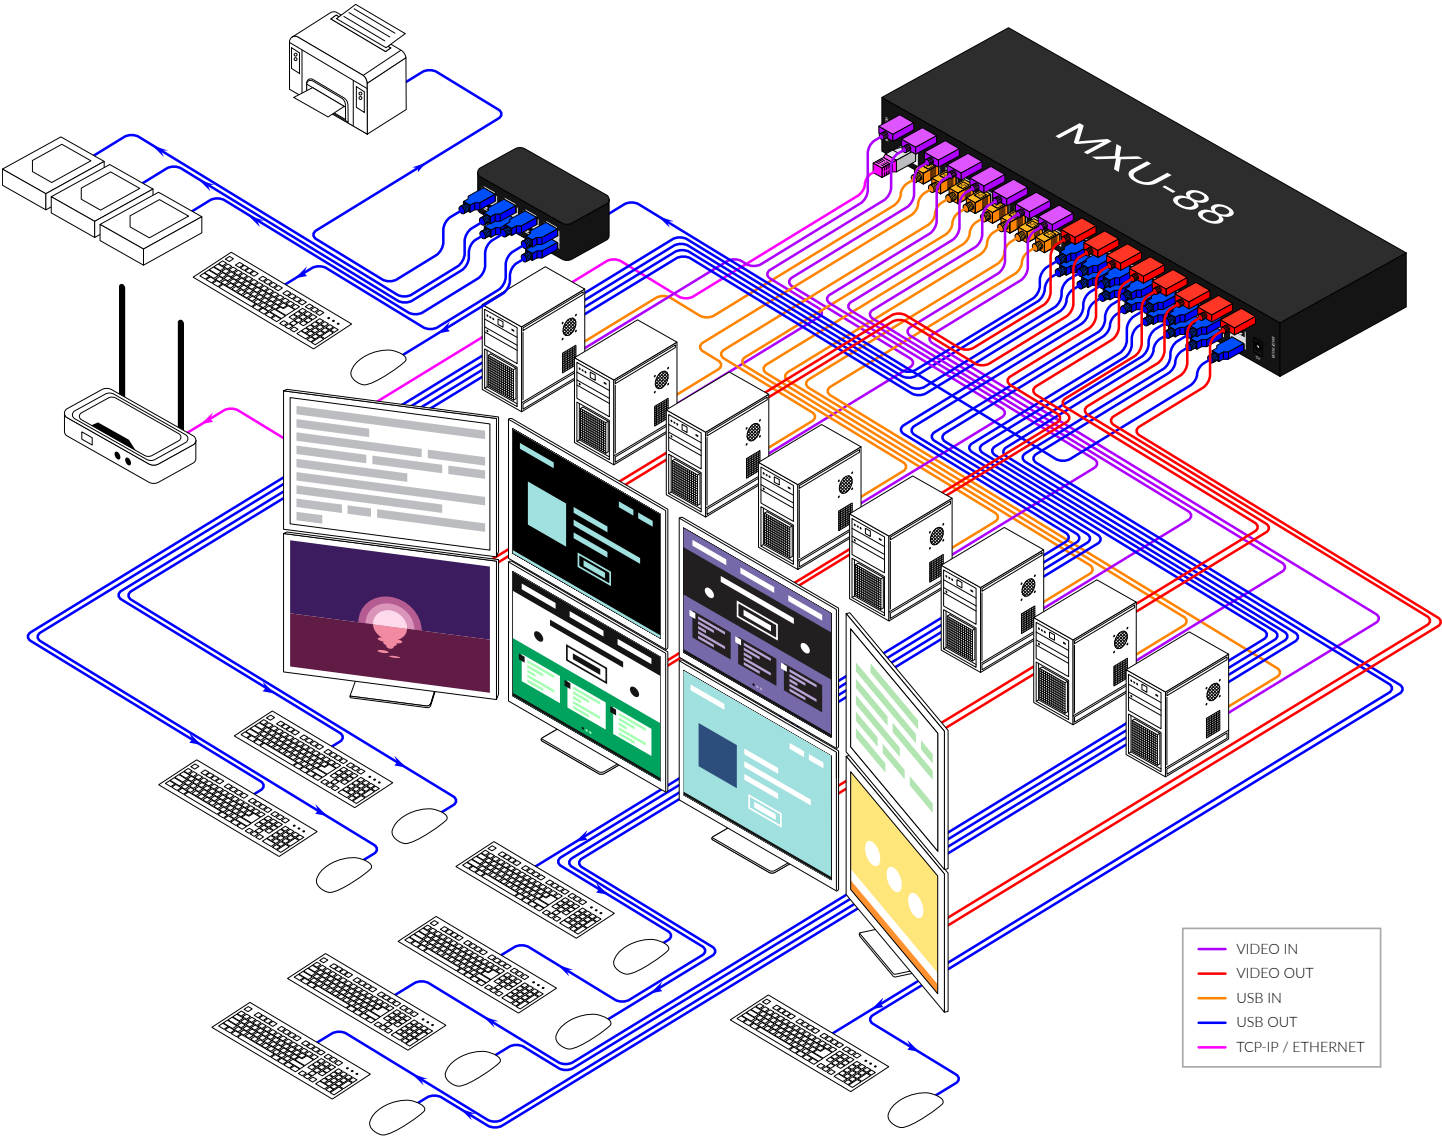 MXU-88
VIDEO IN
VIDEO OUT
USB IN
USB OUT
TCP-IP / ETHERNET